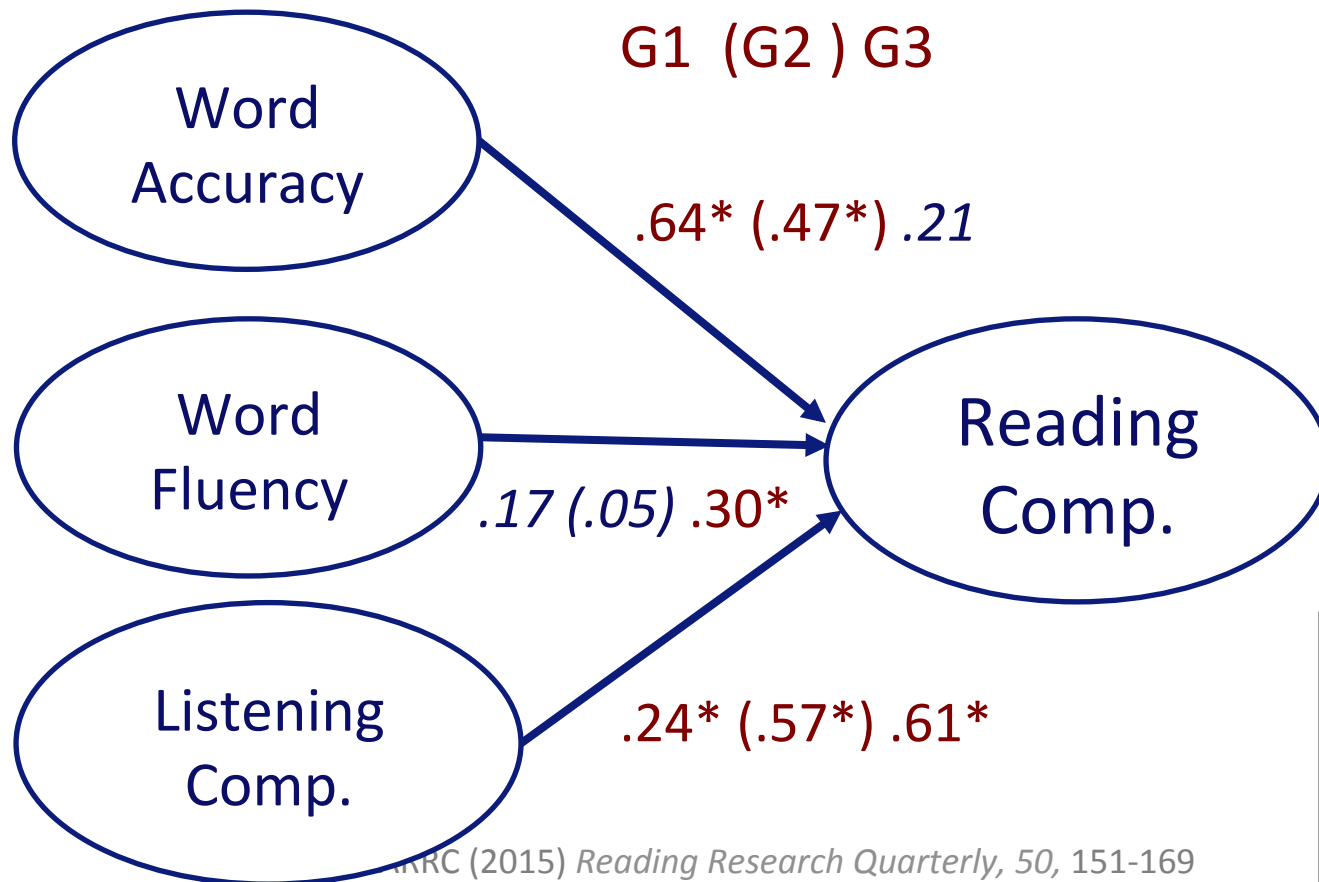 G1 (G2 ) G3
Word
Accuracy
.64* (.47*) .21
Word
Fluency
.17 (.05) .30*
Reading
Comp.
Listening
Comp.
.24* (.57*) .61*
(2015) Reading Research Quarterly, 50, 151-169